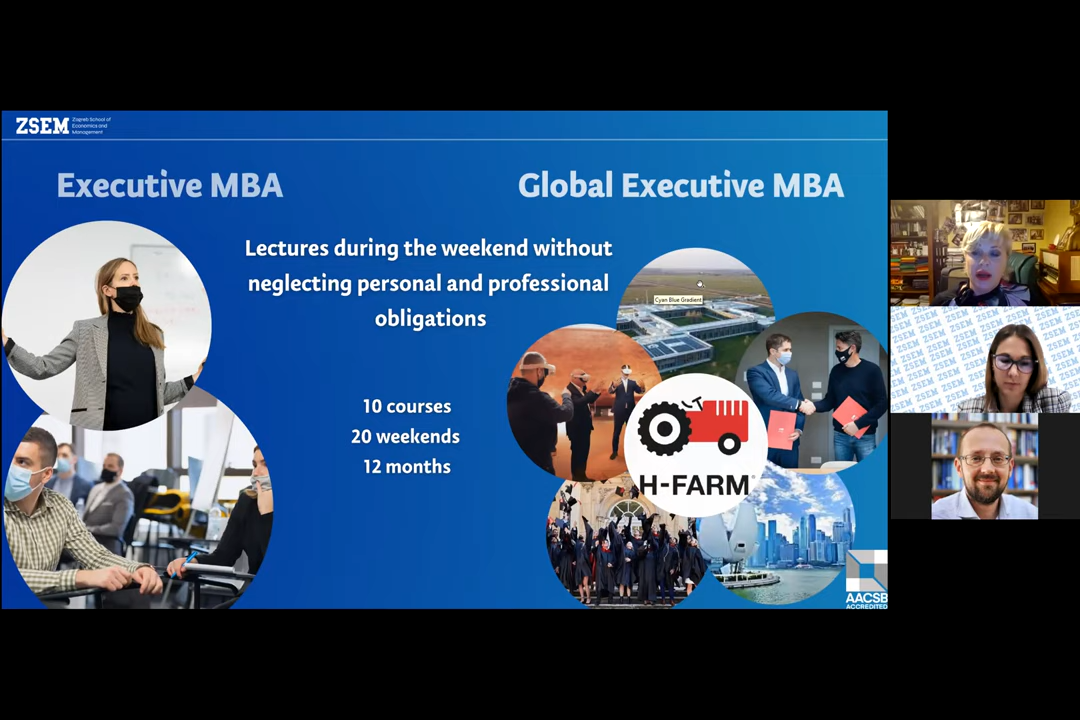 ZSEM
Zagreb School of
Economics and
Management
Executive MBA
Global Executive MBA
Lectures during the weekend without
neglecting personal and professional
obligations
Cyan Blue Gradient
10 courses
20 weekends
12 months
H-FARM
AACSB
ACCREDITED